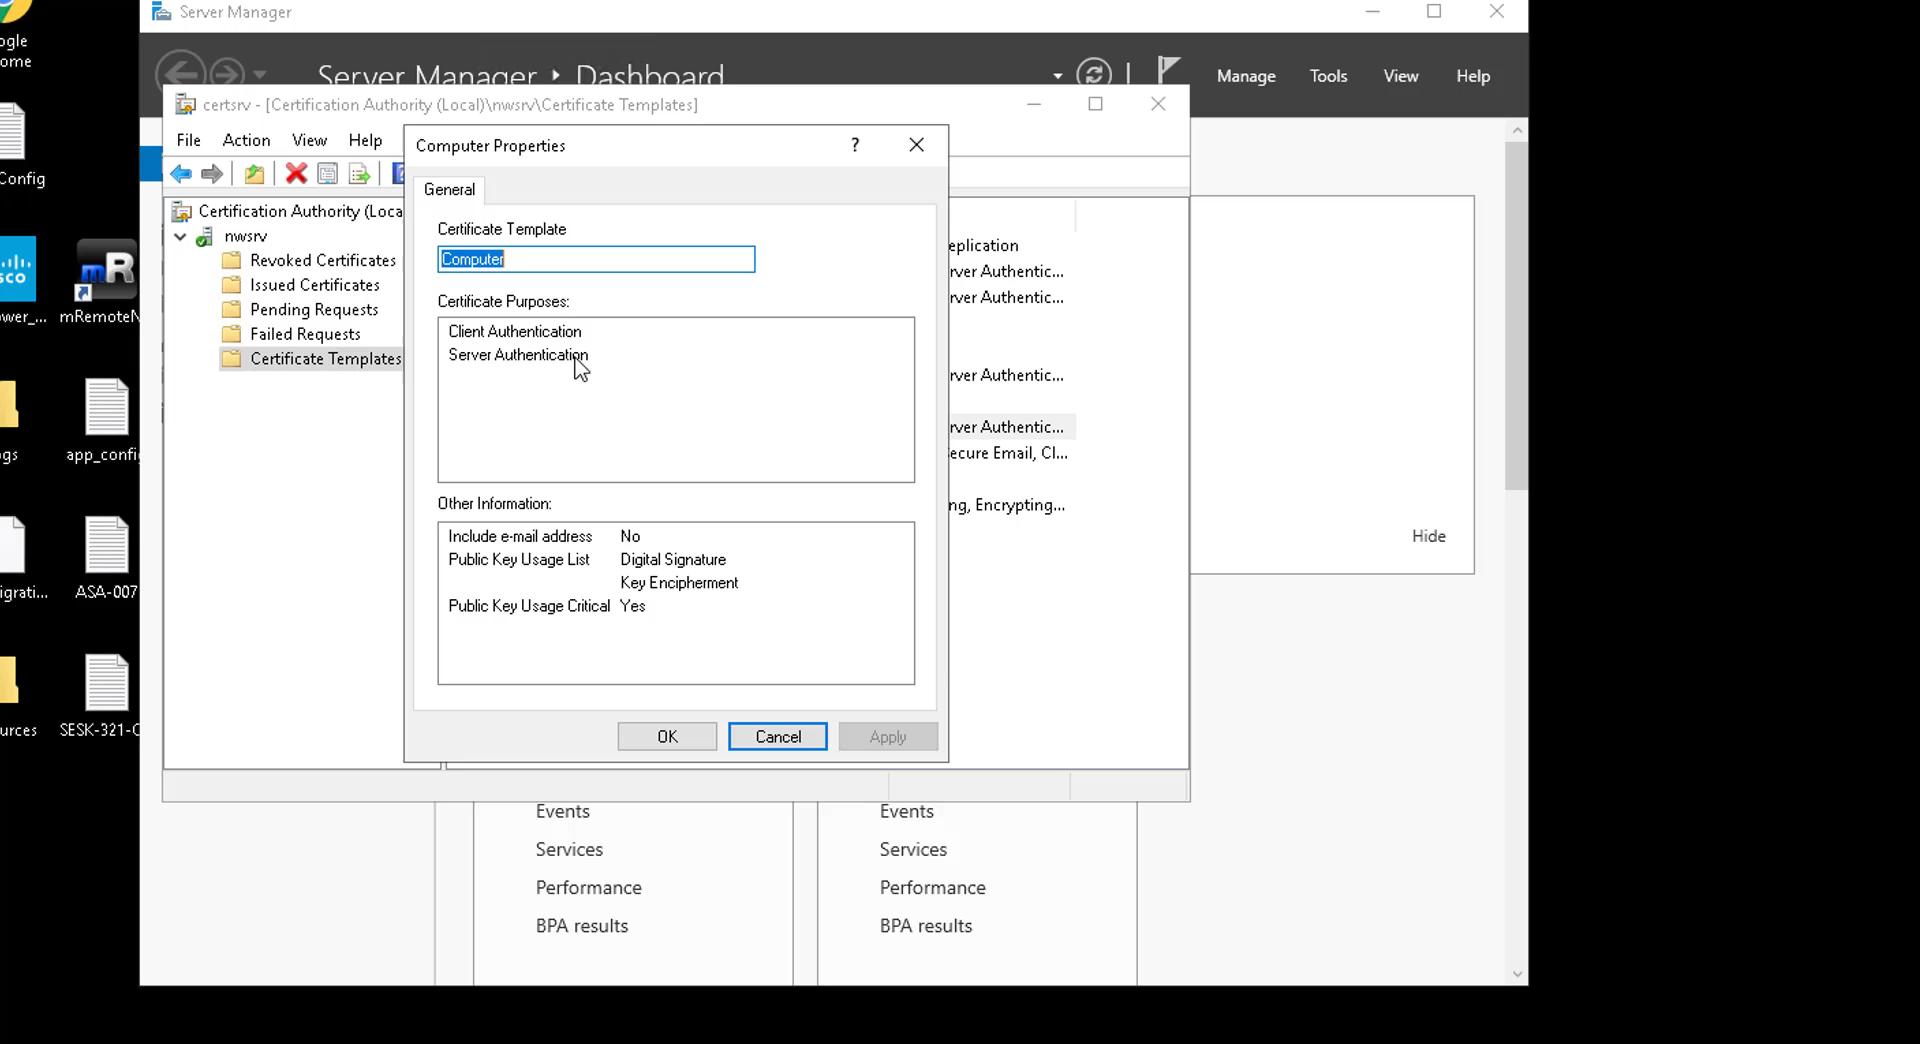 Server Manager
Server Manager ‣ Dashboard
Manage
Tools
View
Help
certsrv - [Certification Authority (Local)\nwsrv\Certificate Templates]
File
Action
View
Help
Computer Properties
?
General
Certificate Template
Computer
Certificate Purposes:
Client Authentication
Server Authentication
Other Information:
Include e-mail address No
Public Key Usage List Digital Signature
Key Encipherment
Public Key Usage Critical Yes
OK
Cancel
Apply
Certification Authority (Loca
nwsrv
Revoked Certificates
Issued Certificates
Pending Requests
Failed Requests
Certificate Templates
eplication
rver Authentic...
rver Authentic...
rver Authentic...
rver Authentic...
ecure Email, Cl...
ng, Encrypting...
Hide
Events
Services
Performance
BPA results
Events
Services
Performance
BPA results
ogle
ome
Config
sco
ower_...
mR
mRemoteN
gs
app_confi
igrati...
ASA-007
urces
SESK-321-C